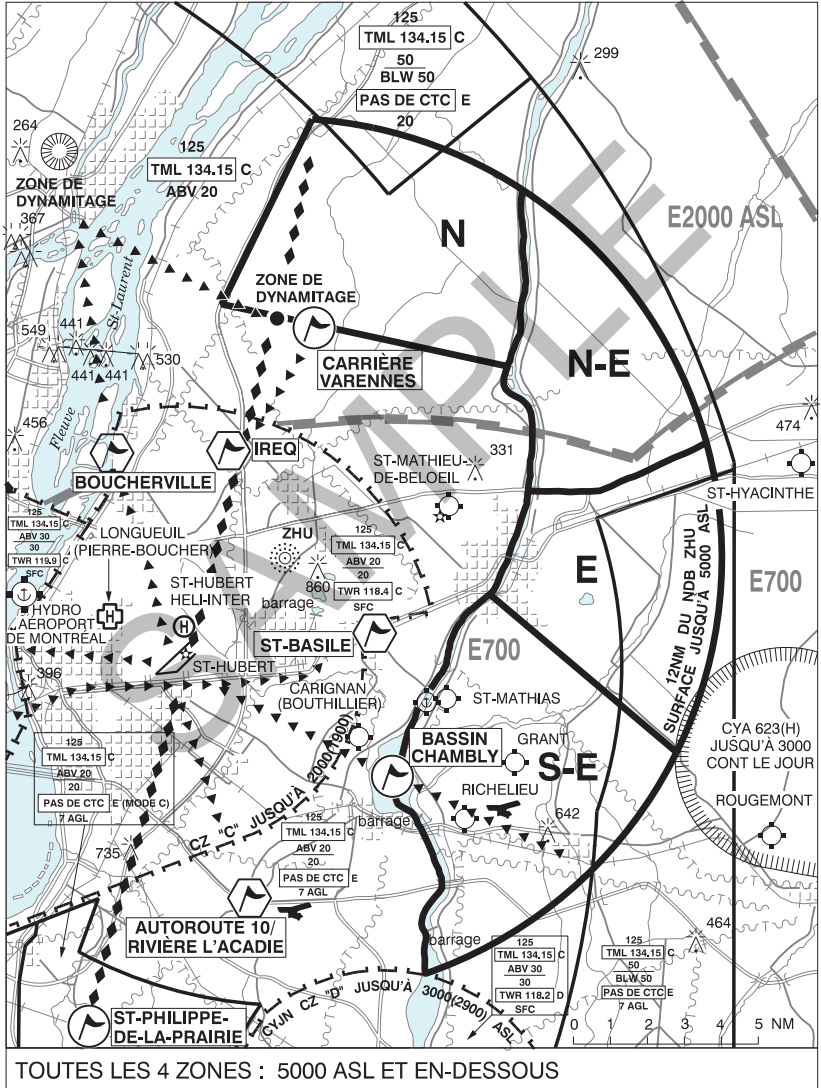 125
TML 134.15 C
50
BLW 50
PAS DE CTC E
20
299
264
ZONE DE
DYNAMITAGE
125
TML 134.15 C
ABV 20
367
E2000 ASL
N
St-Laurent
Fleuve
ZONE DE
DYNAMITAGE
549
441
530
441
441
CARRIÈRE
VARENNES
N-E
456
474
IREQ
BOUCHERVILLE
ST-MATHIEU-
DE-BELOEIL
331
ST-HYACINTHE
125
TML 134.15 C
ABV 30
30
TWR 119.9 C
SFC
LONGUEUIL
(PIERRE-BOUCHER)
ZHU
860
barrage
125
TML 134.15 C
ABV 20
20
TWR 118.4 C
SFC
ST-HUBERT
HELI-INTER
H
H
HYDRO
AÉROPORT
DE MONTRÉAL
ST-BASILE
E
E700
E700
12NM DU NDB ZHU
SURFACE JUSQU'À 5000 ASL
ST-HUBERT
396
CARIGNAN
(BOUTHILLIER)
ST-MATHIAS
BASSIN
CHAMBLY
GRANT
S-E
RICHELIEU
642
CYA 623(H)
JUSQU'À 3000
CONT LE JOUR
ROUGEMONT
125
TML 134.15 C
ABV 20
20
PAS DE CTC E (MODE C)
7 AGL
CZ "C" JUSQU'À 2000(1900)
barrage
735
125
TML 134.15 C
ABV 20
20
PAS DE CTC E
7 AGL
AUTOROUTE 10/
RIVIÈRE L'ACADIE
barrage
464
125
TML 134.15 C
ABV 30
30
TWR 118.2 D
SFC
125
TML 134.15 C
50
BLW 50
PAS DE CTC E
7 AGL
ST-PHILIPPE-
DE-LA-PRAIRIE
CYJN CZ "D" JUSQU'À 3000(2900) ASL
0 1 2 3 4 5 NM
SAMPLE
TOUTES LES 4 ZONES : 5000 ASL ET EN-DESSOUS